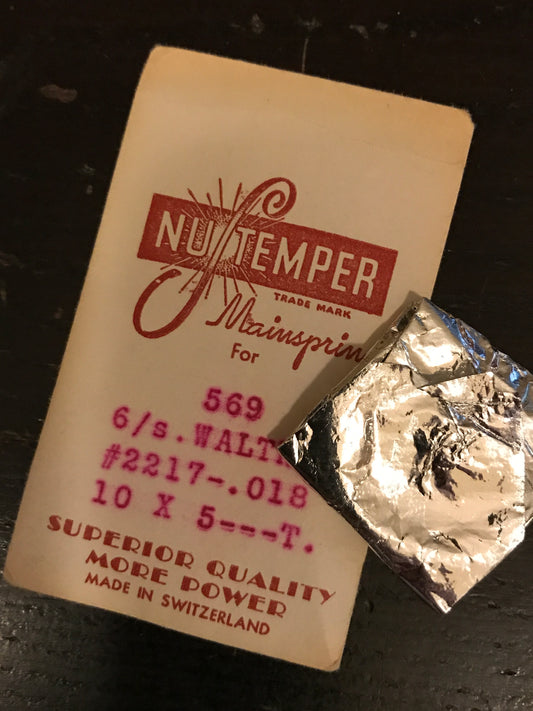 NU TEMPER
TRADE MARK
Mainsprin
For
569
6/s. WALT
#2217-.018
10 X 5---T.
SUPERIOR QUALITY
MORE POWER
MADE IN SWITZERLAND